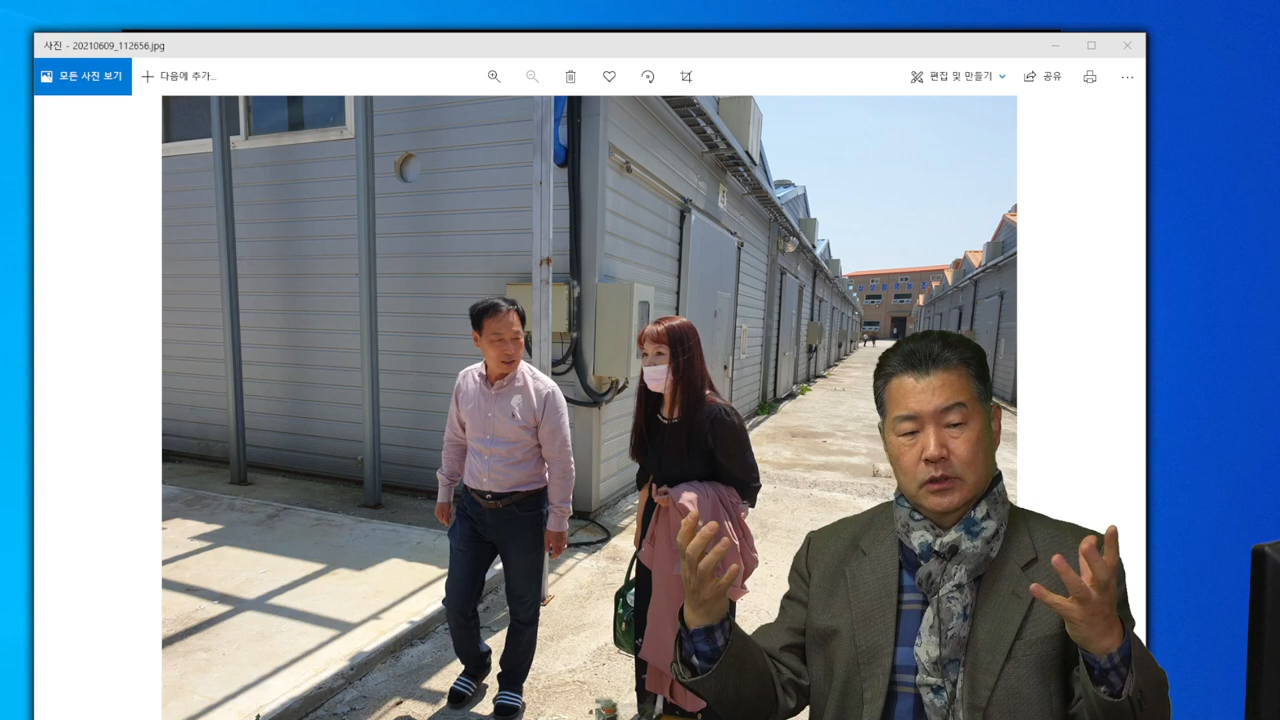 사진 - 20210609_112656.jpg
모든 사진 보기
다음에 추가...
편집 및 만들기
공유
5